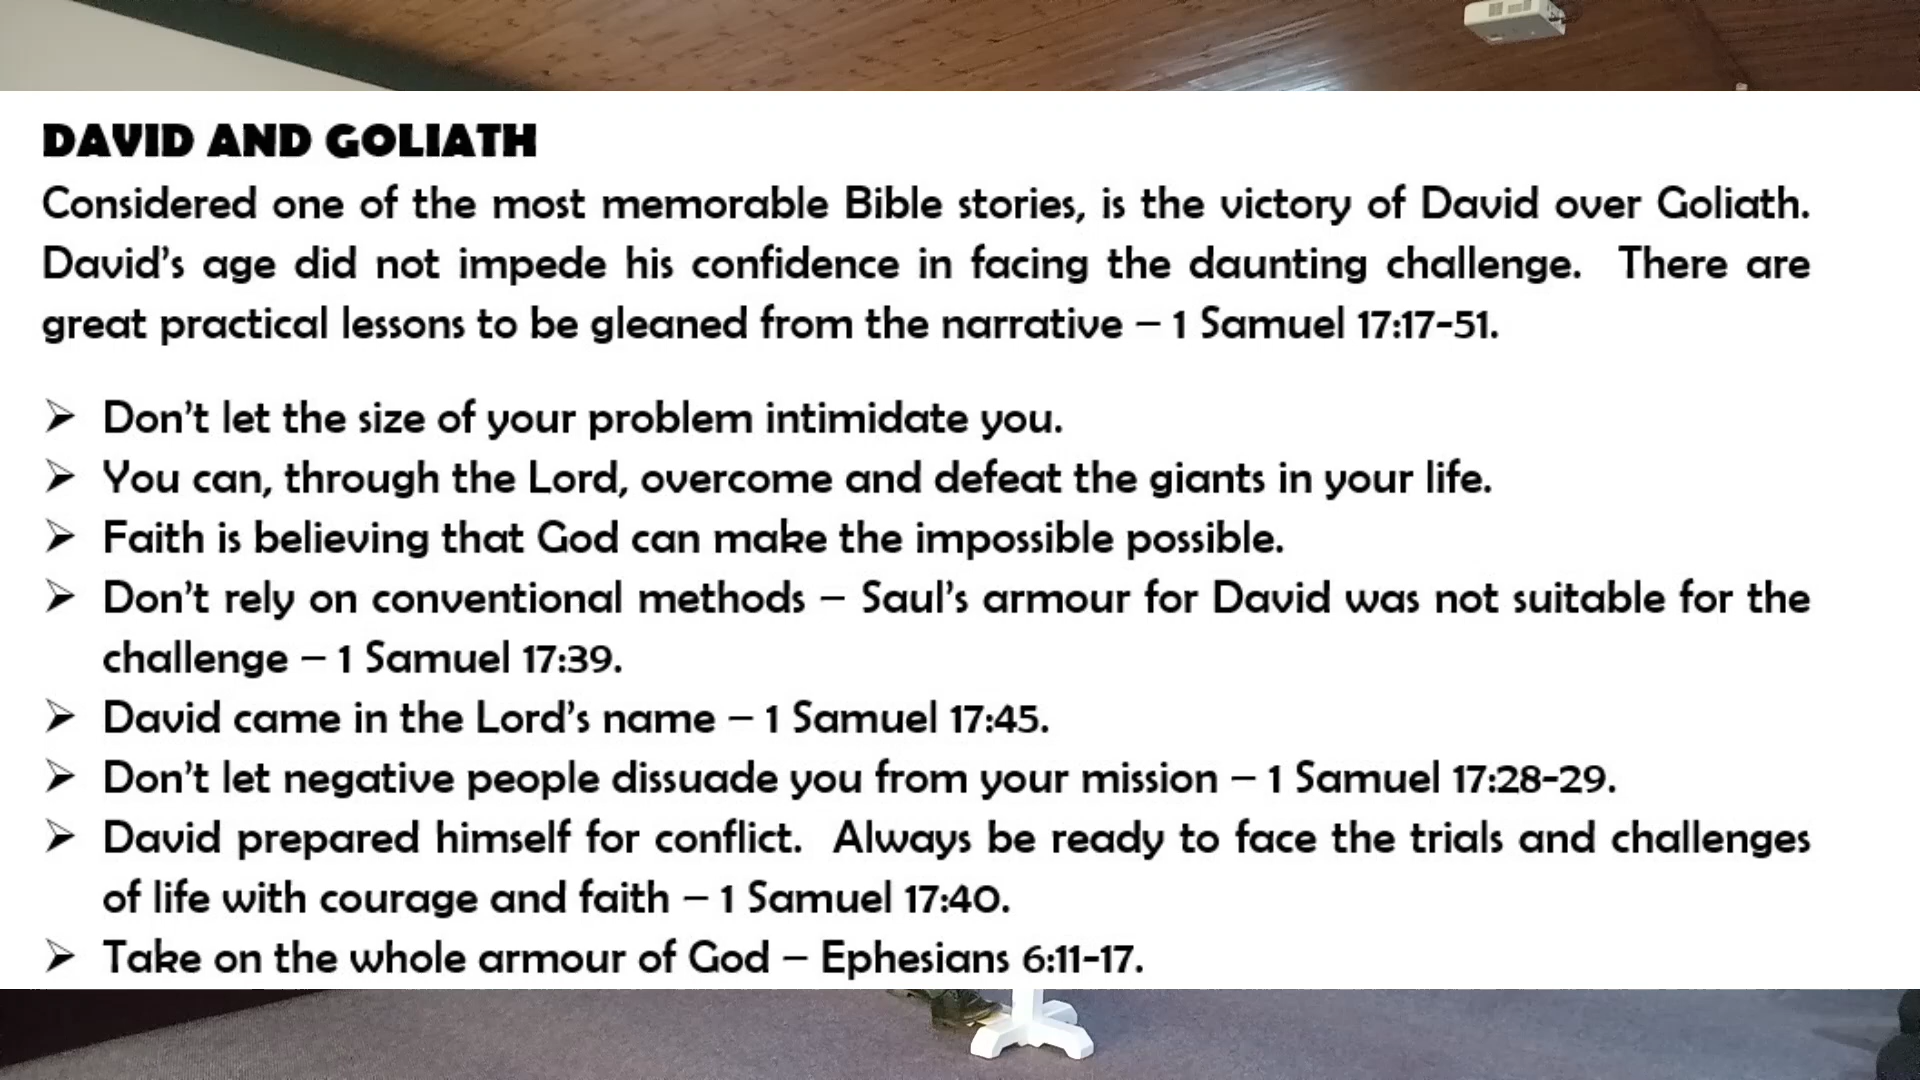 DAVID AND GOLIATH
Considered one of the most memorable Bible stories, is the victory of David over Goliath.
David's age did not impede his confidence in facing the daunting challenge.  There are
great practical lessons to be gleaned from the narrative – 1 Samuel 17:17-51.
➢ Don't let the size of your problem intimidate you.
➢ You can, through the Lord, overcome and defeat the giants in your life.
➢ Faith is believing that God can make the impossible possible.
➢ Don't rely on conventional methods – Saul's armour for David was not suitable for the
challenge – 1 Samuel 17:39.
➢ David came in the Lord's name – 1 Samuel 17:45.
➢ Don't let negative people dissuade you from your mission – 1 Samuel 17:28-29.
➢ David prepared himself for conflict.  Always be ready to face the trials and challenges
of life with courage and faith – 1 Samuel 17:40.
➢ Take on the whole armour of God – Ephesians 6:11-17.